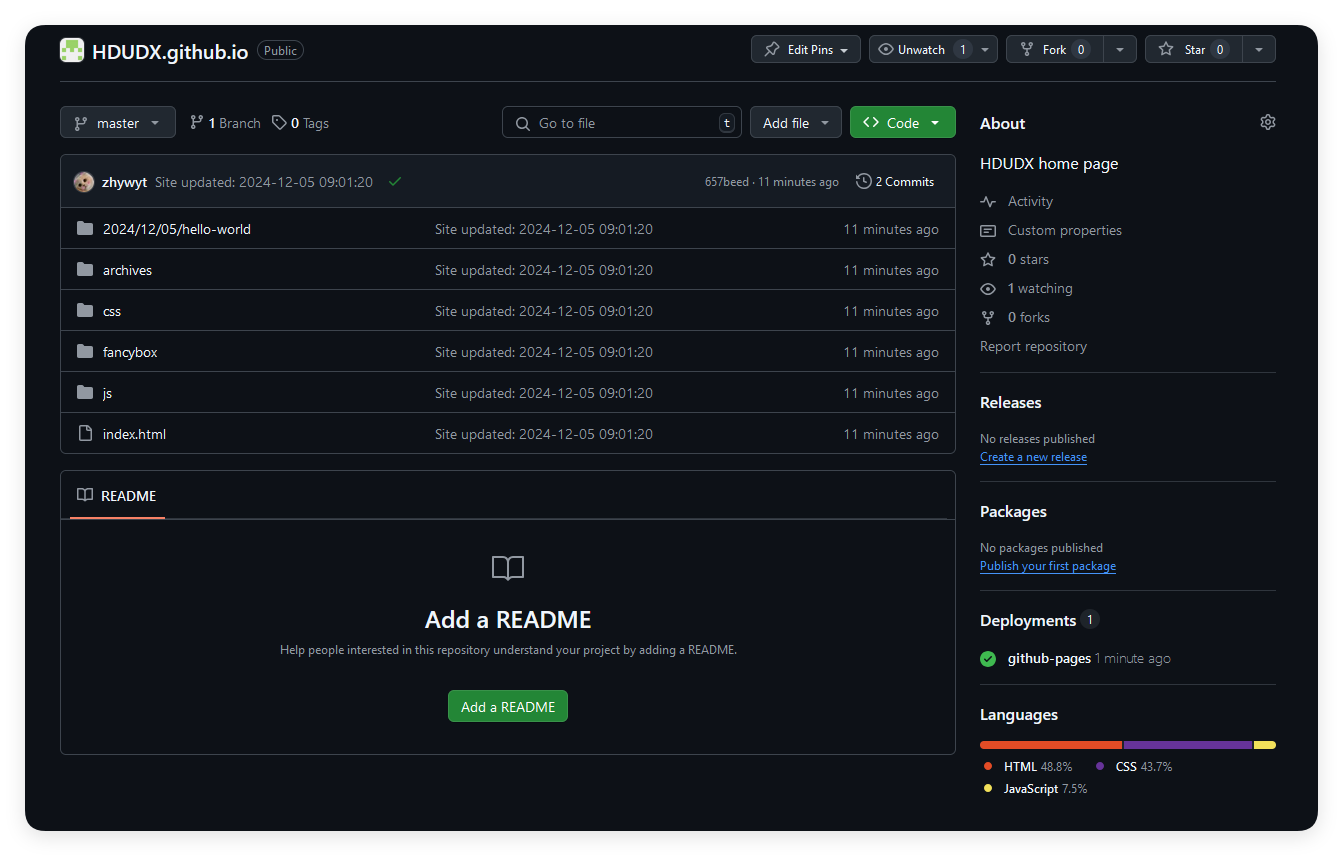 HDUDX.github.io Public Edit Pins Unwatch 1 Fork 0 Star 0
master 1 Branch 0 Tags Go to file t Add file Code
zhywyt Site updated: 2024-12-05 09:01:20 657beed · 11 minutes ago 2 Commits
2024/12/05/hello-world Site updated: 2024-12-05 09:01:20 11 minutes ago
archives Site updated: 2024-12-05 09:01:20 11 minutes ago
css Site updated: 2024-12-05 09:01:20 11 minutes ago
fancybox Site updated: 2024-12-05 09:01:20 11 minutes ago
js Site updated: 2024-12-05 09:01:20 11 minutes ago
index.html Site updated: 2024-12-05 09:01:20 11 minutes ago
README
Add a README
Help people interested in this repository understand your project by adding a README.
Add a README
About
HDUDX home page
Activity
Custom properties
0 stars
1 watching
0 forks
Report repository
Releases
No releases published
Create a new release
Packages
No packages published
Publish your first package
Deployments 1
github-pages 1 minute ago
Languages
HTML 48.8% CSS 43.7%
JavaScript 7.5%